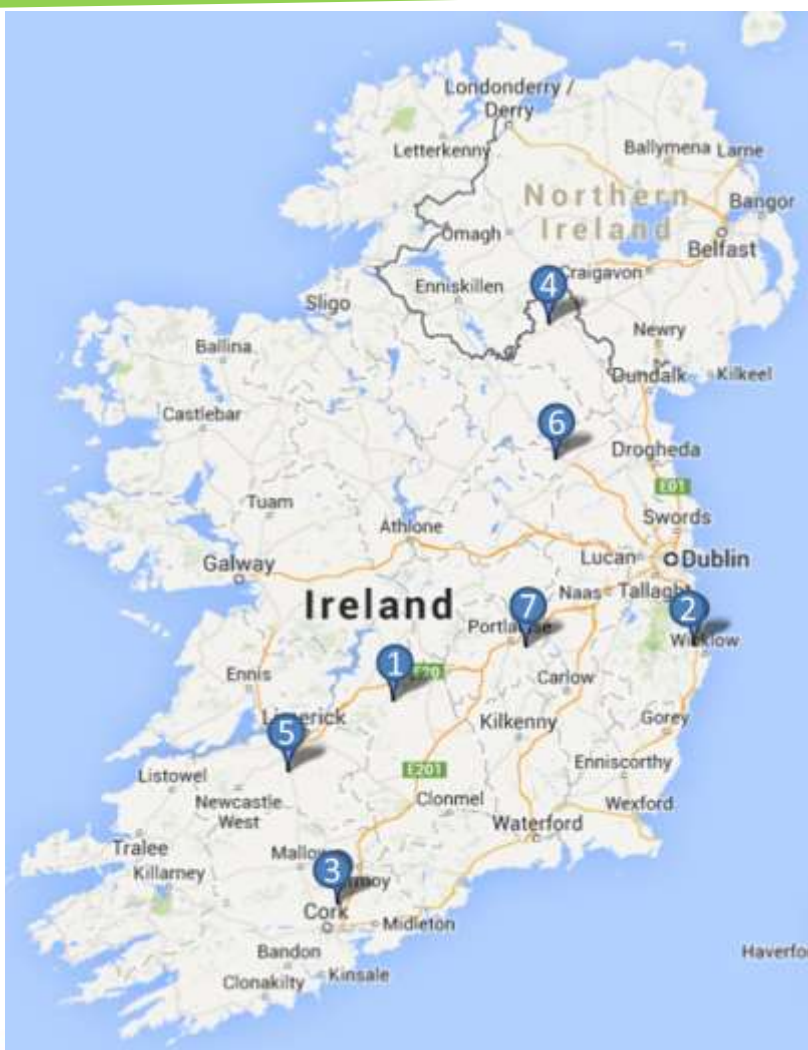 Londonderry /
Derry
Letterkenny
Ballymena
Larne
Northern
Ireland
Bangor
Omagh
Belfast
Craigavon
Enniskillen
4
Sligo
Newry
Ballina
Dundalk
Kilkeel
Castlebar
6
Drogheda
E01
Tuam
Swords
Athlone
Lucan
Dublin
Galway
Naas
Tallaght
Ireland
7
2
Wicklow
1
E20
Ennis
Carlow
Limerick
Gorey
Kilkenny
5
Enniscorthy
E201
Listowel
Newcastle
West
Clonmel
Wexford
Waterford
Tralee
Killarney
3
Cork
Midleton
Bandon
Kinsale
Clonakilty